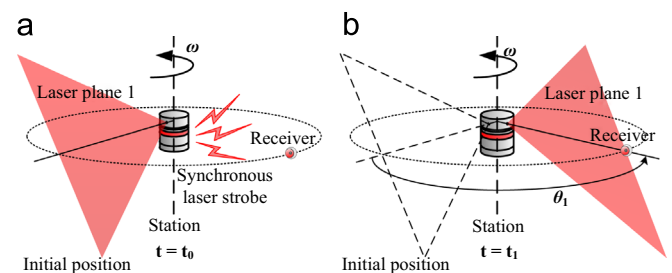 a
ω
Laser plane 1
Receiver
Synchronous
laser strobe
Station
Initial position
t = t₀
b
ω
Laser plane 1
Receiver
θ₁
Station
Initial position
t = t₁